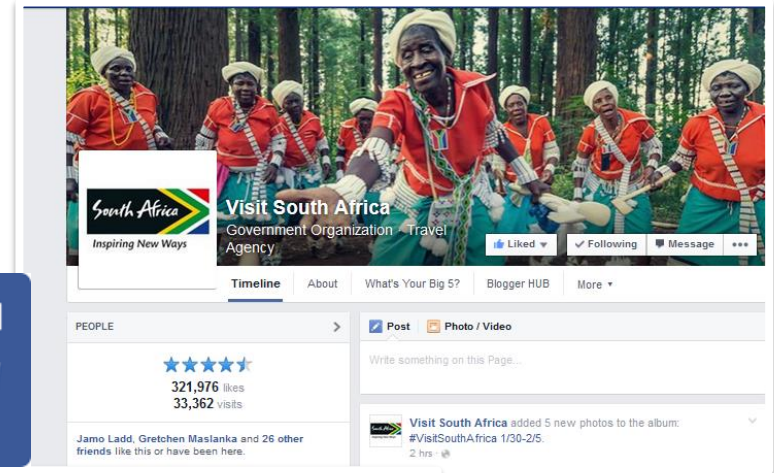 South Africa
Inspiring New Ways
Visit South Africa
Government Organization · Travel
Agency
Liked
Following
Message
Timeline About What's Your Big 5? Blogger HUB More
PEOPLE
321,976 likes
33,362 visits
Jamo Ladd, Gretchen Maslanka and 26 other
friends like this or have been here.
Post Photo / Video
Write something on this Page...
South Africa
Visit South Africa added 5 new photos to the album:
#VisitSouthAfrica 1/30-2/5.
2 hrs ·